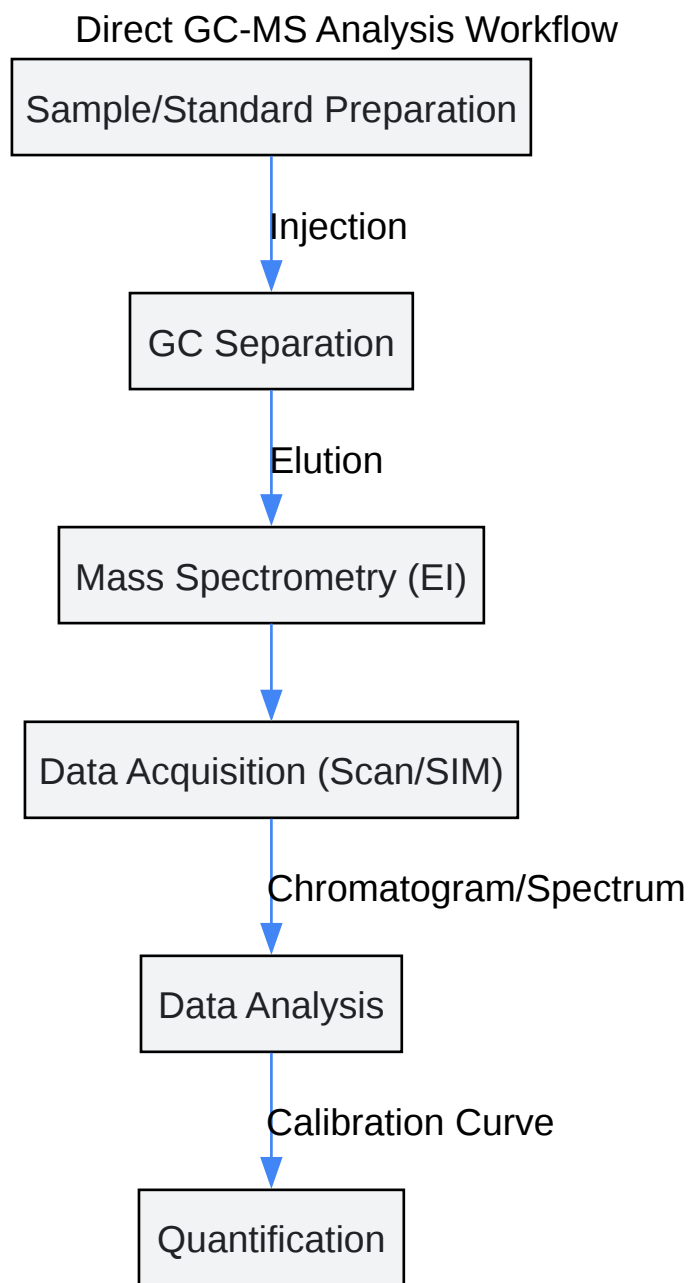 Direct GC-MS Analysis Workflow
Sample/Standard Preparation
Injection
GC Separation
Elution
Mass Spectrometry (EI)
Data Acquisition (Scan/SIM)
Chromatogram/Spectrum
Data Analysis
Calibration Curve
Quantification